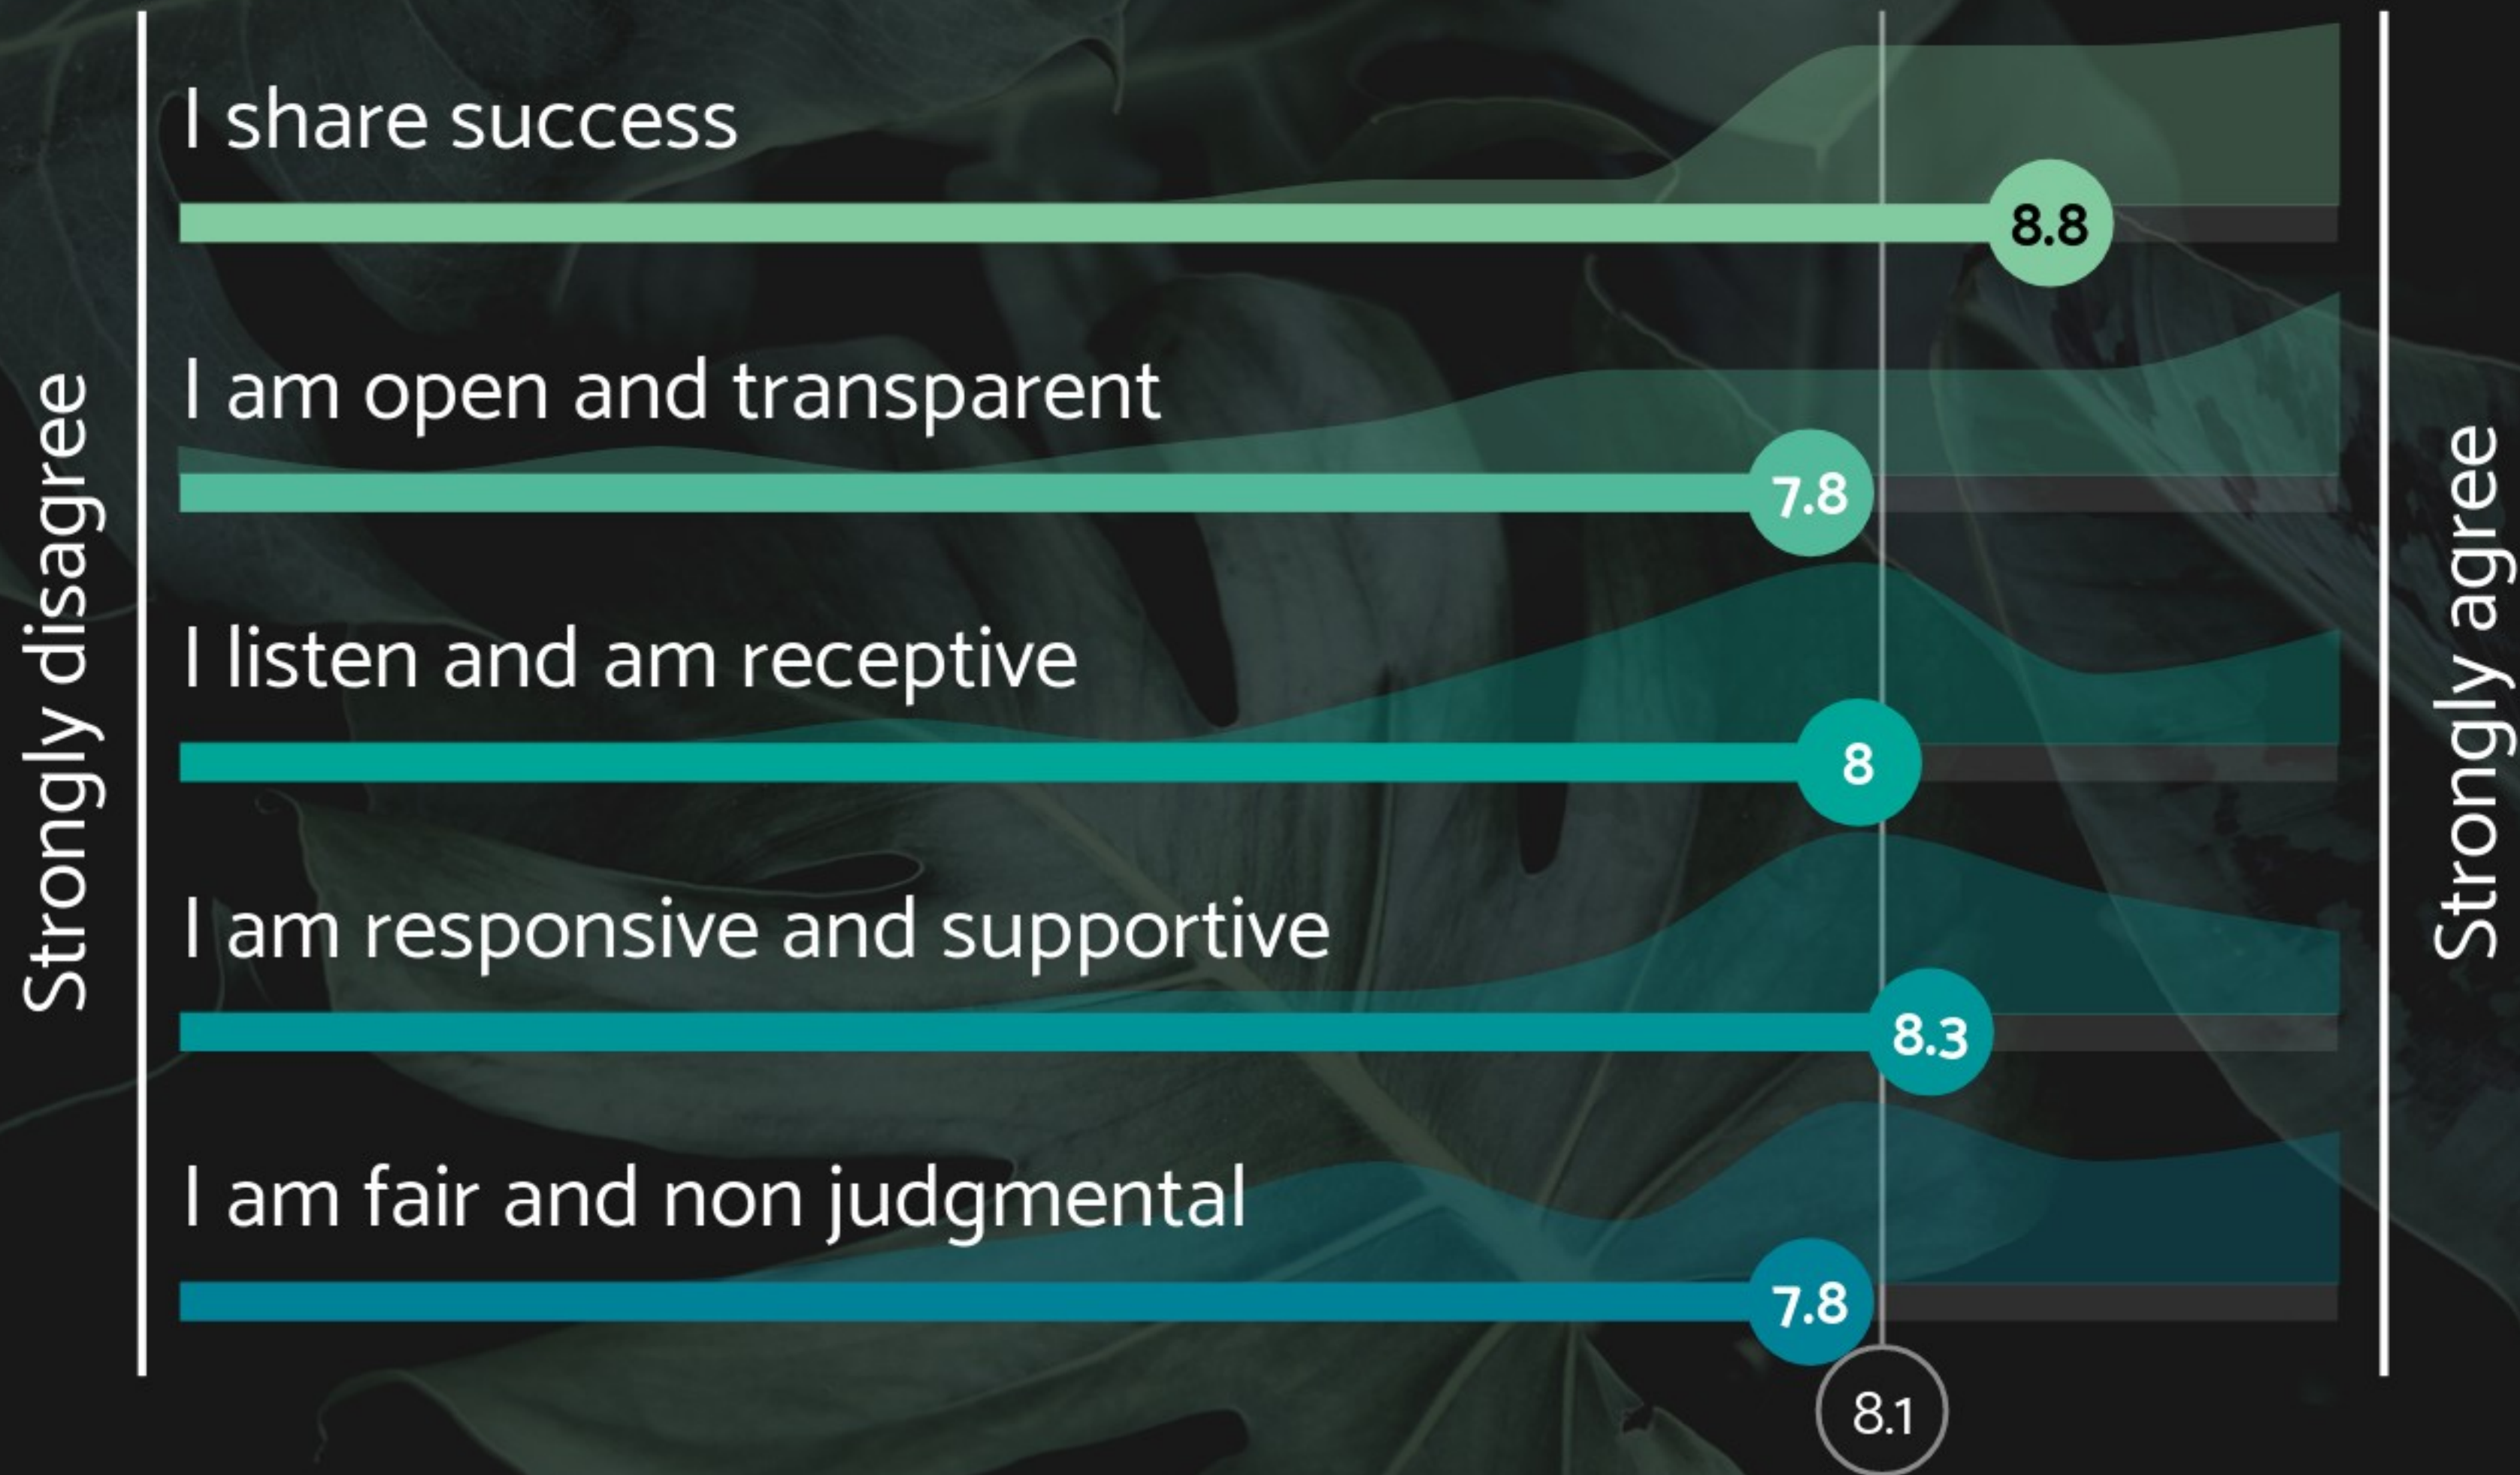 Strongly disagree
I share success
8.8
I am open and transparent
7.8
I listen and am receptive
8
I am responsive and supportive
8.3
I am fair and non judgmental
7.8
8.1
Strongly agree